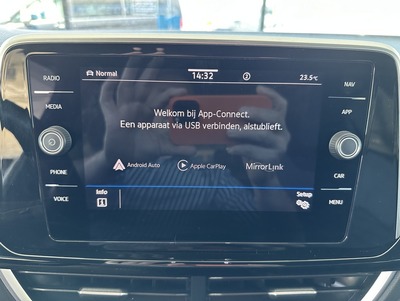 RADIO
MEDIA
PHONE
VOICE
Normal 14:32 23.5°C
Welkom bij App-Connect.
Een apparaat via USB verbinden, alstublieft.
Android Auto Apple CarPlay MirrorLink
Info Setup
NAV
APP
CAR
MENU